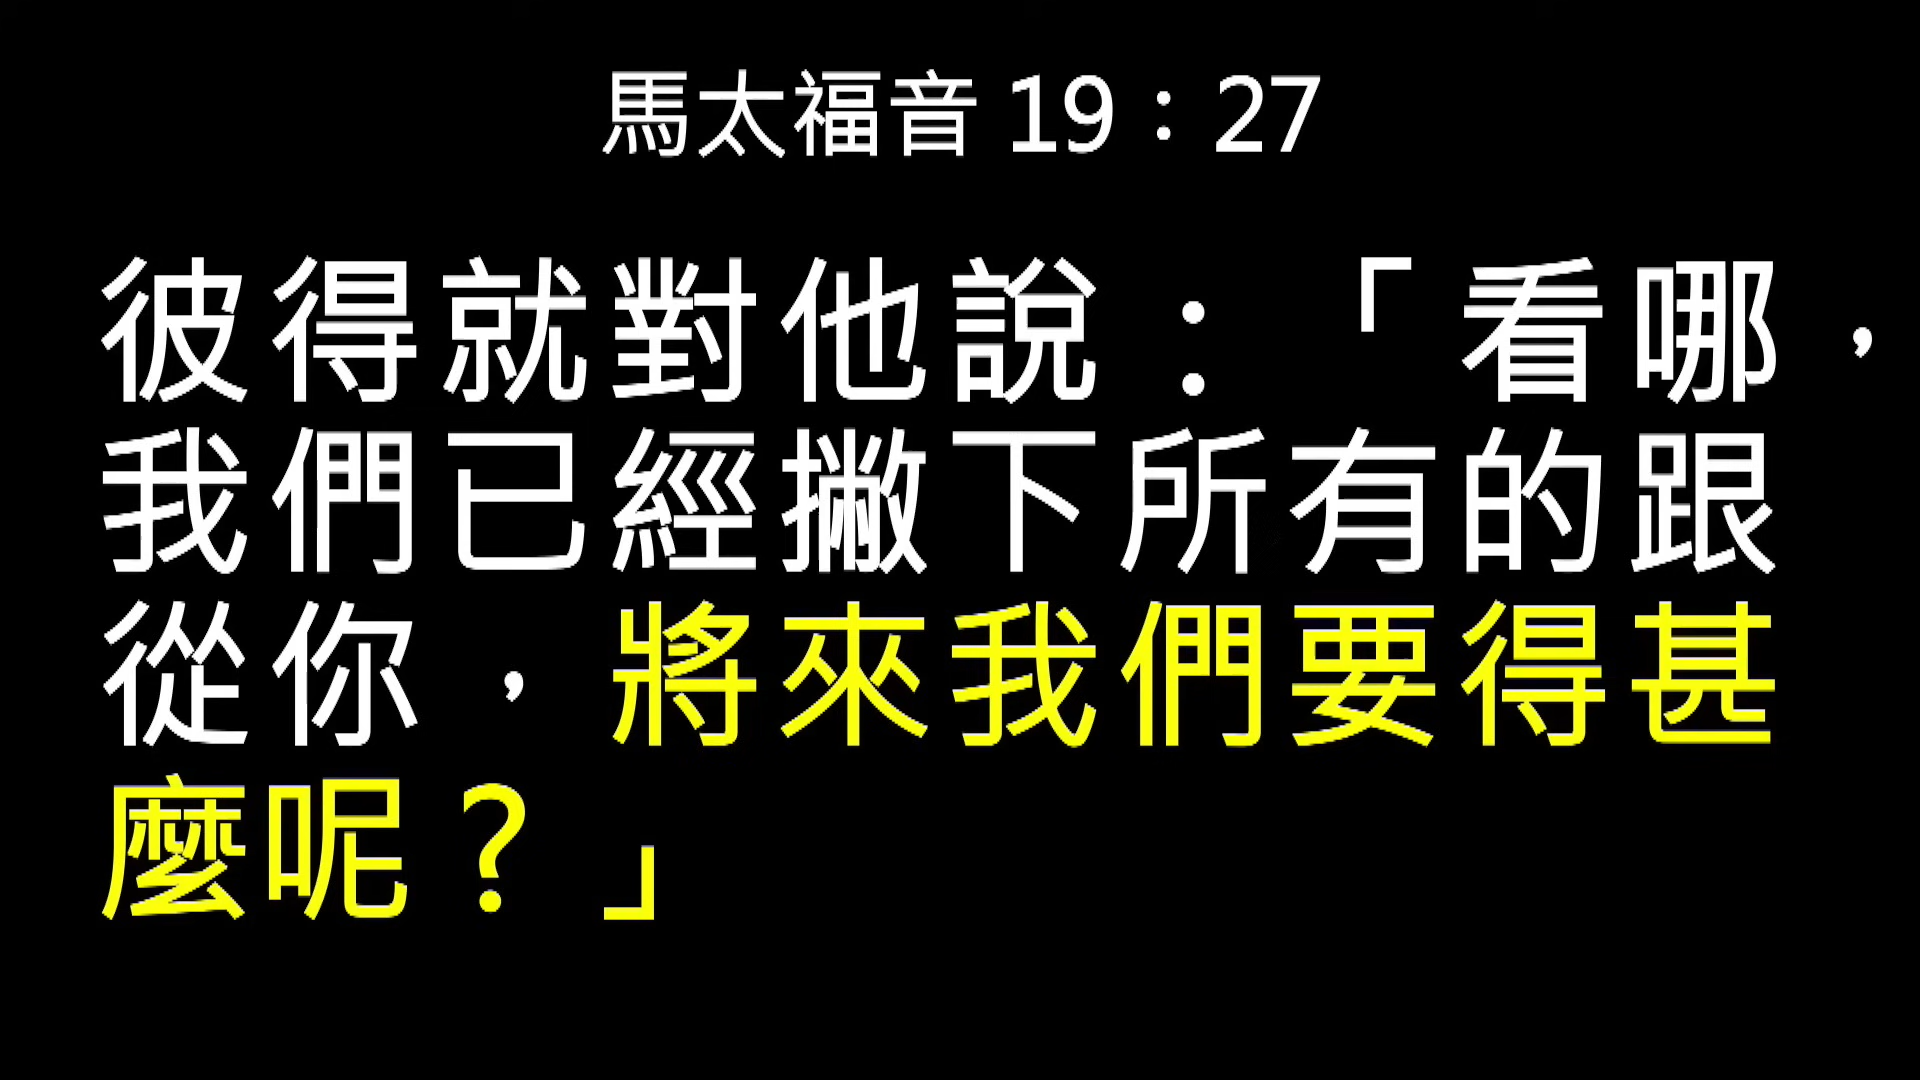 馬太福音 19：27
彼得就對他說：「看哪，
我們已經撇下所有的跟
從你，將來我們要得甚
麼呢？」